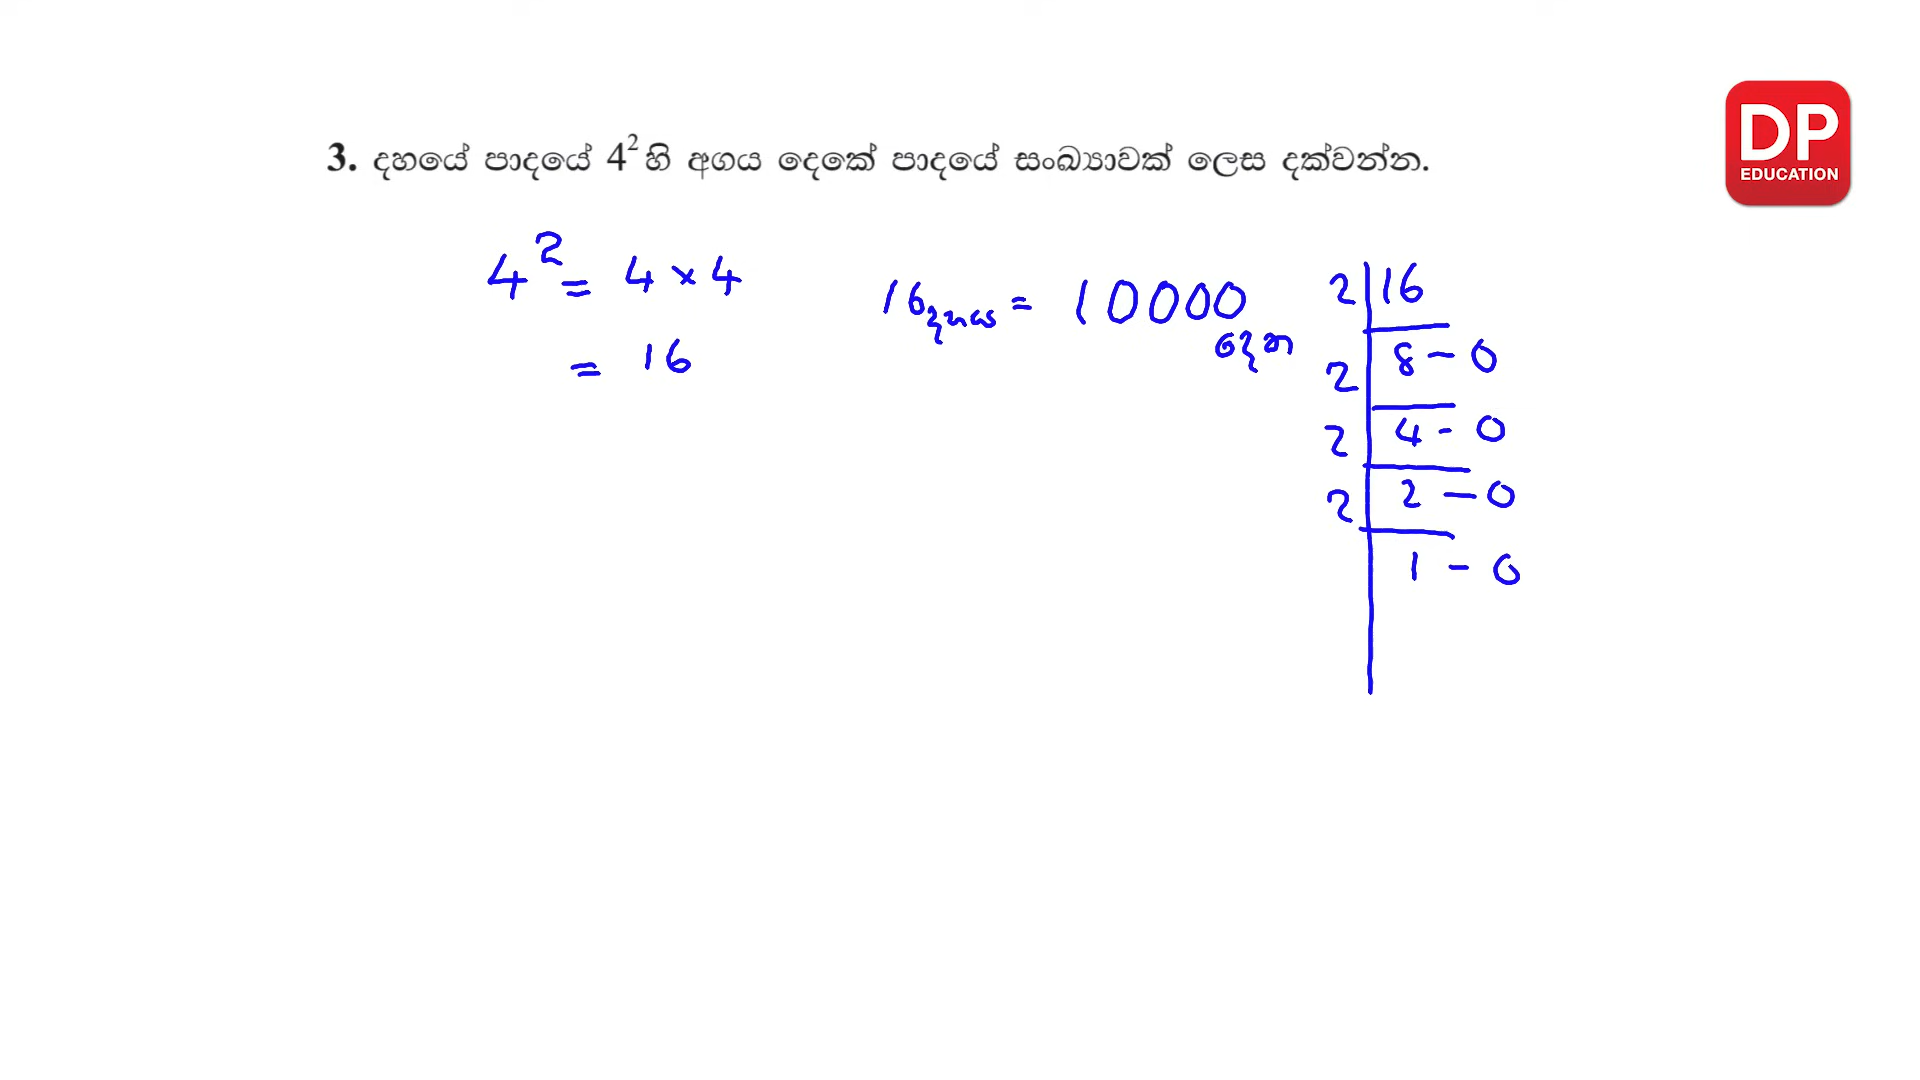 DP
EDUCATION
3. දහයේ පාදයේ 4² හි අගය දෙකේ පාදයේ සංඛ්‍යාවක් ලෙස දක්වන්න.
4² = 4 × 4
= 16
16දහය = 10000දෙක
2 | 16
2 | 8 - 0
2 | 4 - 0
2 | 2 - 0
1 - 0